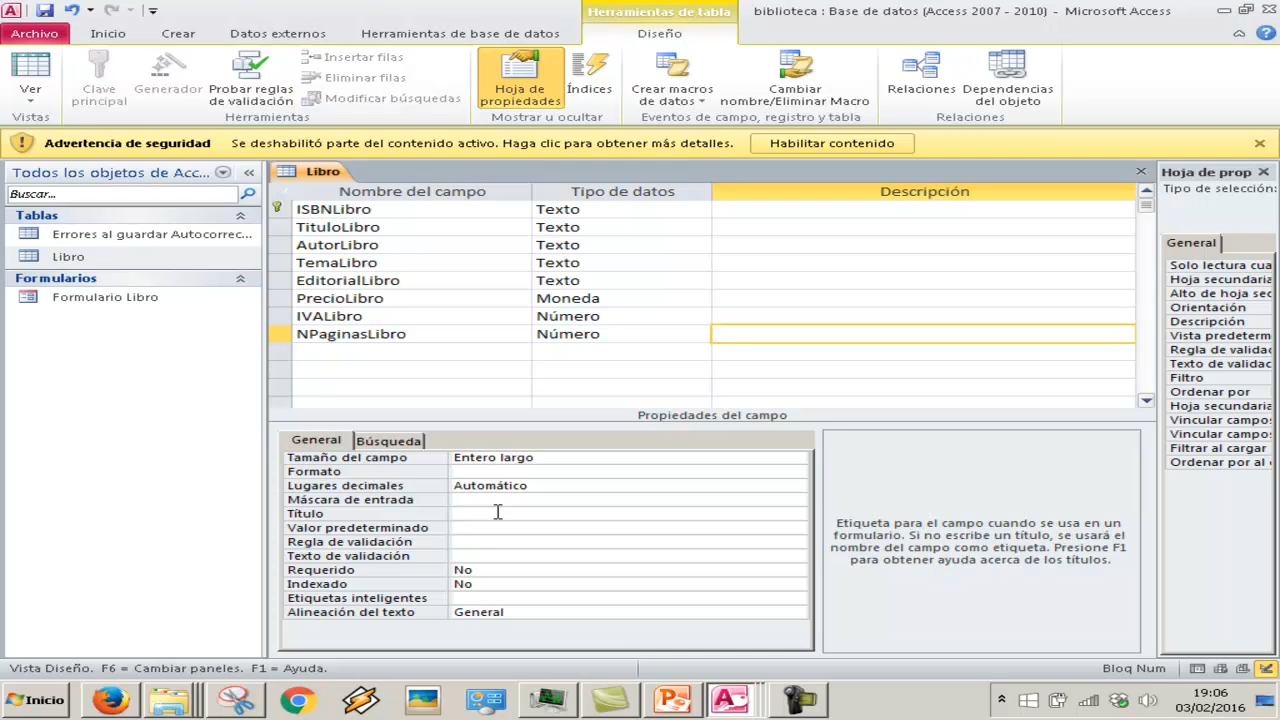 Herramientas de tabla
biblioteca : Base de datos (Access 2007 - 2010) - Microsoft Access
Archivo
Inicio
Crear
Datos externos
Herramientas de base de datos
Diseño
Ver
Clave principal
Generador
Probar reglas de validación
Insertar filas
Eliminar filas
Modificar búsquedas
Hoja de propiedades
Índices
Crear macros de datos
Cambiar nombre/Eliminar Macro
Relaciones
Dependencias del objeto
Vistas
Herramientas
Mostrar u ocultar
Eventos de campo, registro y tabla
Relaciones
Advertencia de seguridad
Se deshabilitó parte del contenido activo. Haga clic para obtener más detalles.
Habilitar contenido
Todos los objetos de Acc...
Buscar...
Tablas
Errores al guardar Autocorrec...
Libro
Formularios
Formulario Libro
Libro
Nombre del campo
Tipo de datos
Descripción
ISBNLibro
Texto
TituloLibro
Texto
AutorLibro
Texto
TemaLibro
Texto
EditorialLibro
Texto
PrecioLibro
Moneda
IVALibro
Número
NPaginasLibro
Número
Propiedades del campo
General
Búsqueda
Tamaño del campo
Entero largo
Formato
Lugares decimales
Automático
Máscara de entrada
Título
Valor predeterminado
Regla de validación
Texto de validación
Requerido
No
Indexado
No
Etiquetas inteligentes
Alineación del texto
General
Etiqueta para el campo cuando se usa en un
formulario. Si no escribe un título, se usará el
nombre del campo como etiqueta. Presione F1
para obtener ayuda acerca de los títulos.
Hoja de prop
Tipo de selección:
General
Solo lectura cua
Hoja secundaria
Alto de hoja sec
Orientación
Descripción
Vista predeterm
Regla de validac
Texto de validac
Filtro
Ordenar por
Hoja secundaria
Vincular campo:
Vincular campo:
Filtrar al cargar
Ordenar por al c
Vista Diseño. F6 = Cambiar paneles. F1 = Ayuda.
Bloq Num
Inicio
19:06
03/02/2016